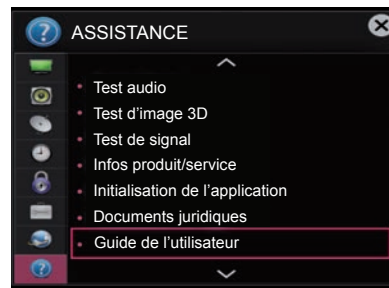 ASSISTANCE
Test audio
Test d'image 3D
Test de signal
Infos produit/service
Initialisation de l'application
Documents juridiques
Guide de l'utilisateur